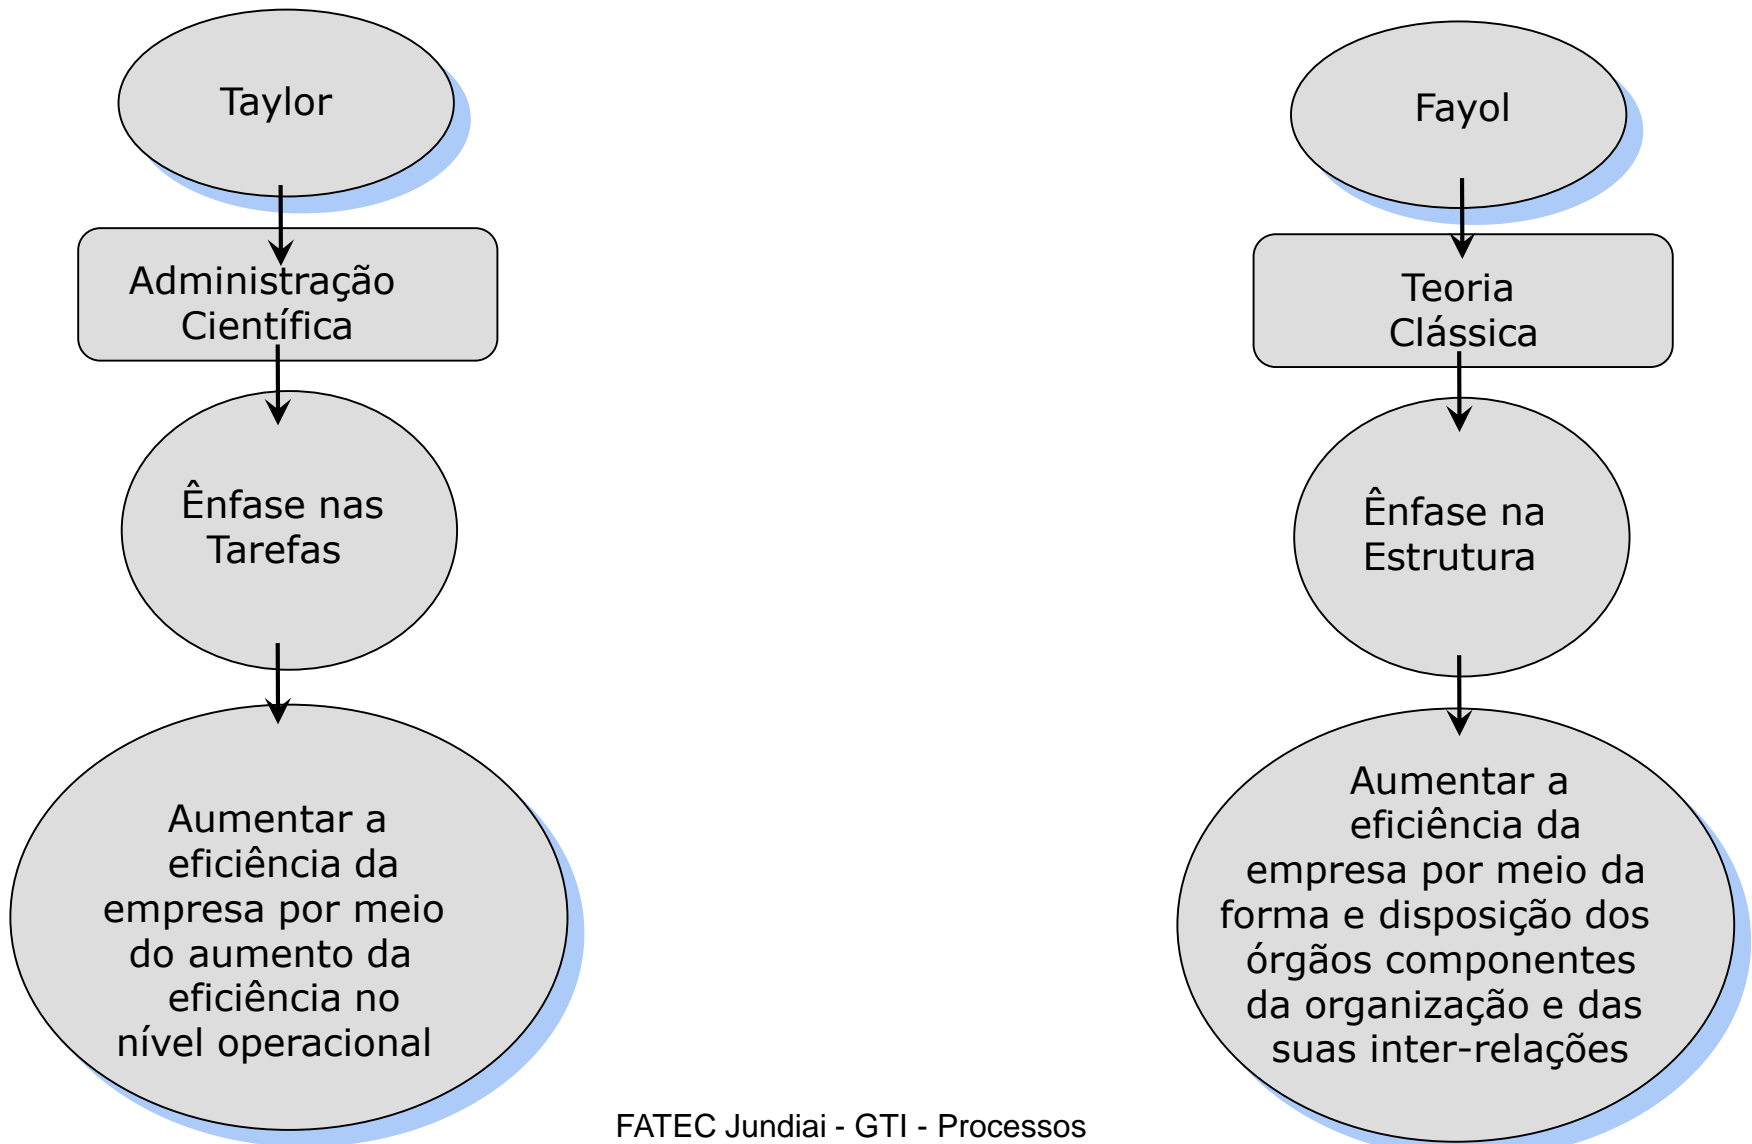 Taylor
Administração
Científica
Ênfase nas
Tarefas
Aumentar a
eficiência da
empresa por meio
do aumento da
eficiência no
nível operacional
Fayol
Teoria
Clássica
Ênfase na
Estrutura
Aumentar a
eficiência da
empresa por meio da
forma e disposição dos
órgãos componentes
da organização e das
suas inter-relações
FATEC Jundiai - GTI - Processos